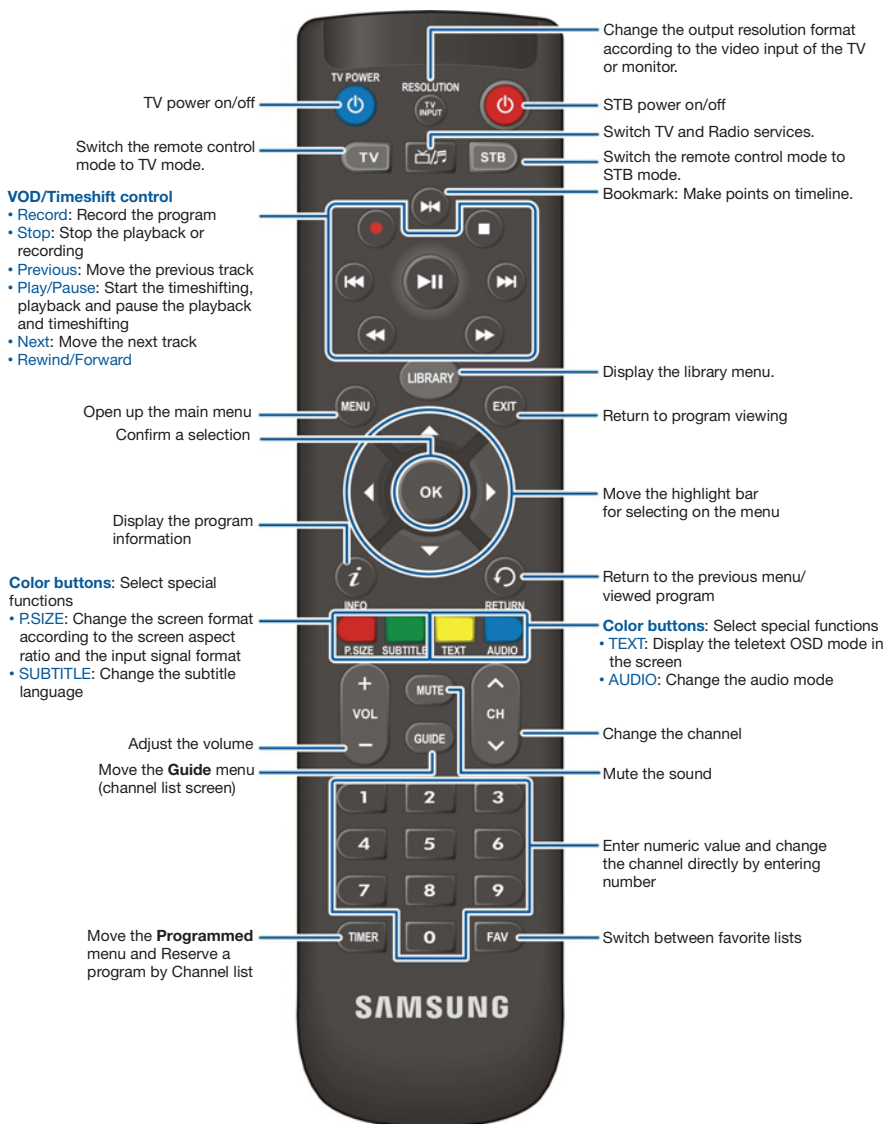 Change the output resolution format
according to the video input of the TV
or monitor.
TV POWER
RESOLUTION
TV
INPUT
TV power on/off
STB power on/off
Switch TV and Radio services.
Switch the remote control
mode to TV mode.
TV
STB
Switch the remote control mode to
STB mode.
Bookmark: Make points on timeline.
VOD/Timeshift control
• Record: Record the program
• Stop: Stop the playback or
recording
• Previous: Move the previous track
• Play/Pause: Start the timeshifting,
playback and pause the playback
and timeshifting
• Next: Move the next track
• Rewind/Forward
LIBRARY
Display the library menu.
MENU
EXIT
Open up the main menu
Return to program viewing
Confirm a selection
OK
Move the highlight bar
for selecting on the menu
Display the program
information
i
INFO
RETURN
Return to the previous menu/
viewed program
Color buttons: Select special
functions
• P.SIZE: Change the screen format
according to the screen aspect
ratio and the input signal format
• SUBTITLE: Change the subtitle
language
P.SIZE SUBTITLE TEXT AUDIO
Color buttons: Select special functions
• TEXT: Display the teletext OSD mode in
the screen
• AUDIO: Change the audio mode
+
VOL
−
MUTE
CH
GUIDE
Change the channel
Adjust the volume
Move the Guide menu
(channel list screen)
Mute the sound
1 2 3
4 5 6
7 8 9
Enter numeric value and change
the channel directly by entering
number
TIMER 0 FAV
Move the Programmed
menu and Reserve a
program by Channel list
Switch between favorite lists
SAMSUNG